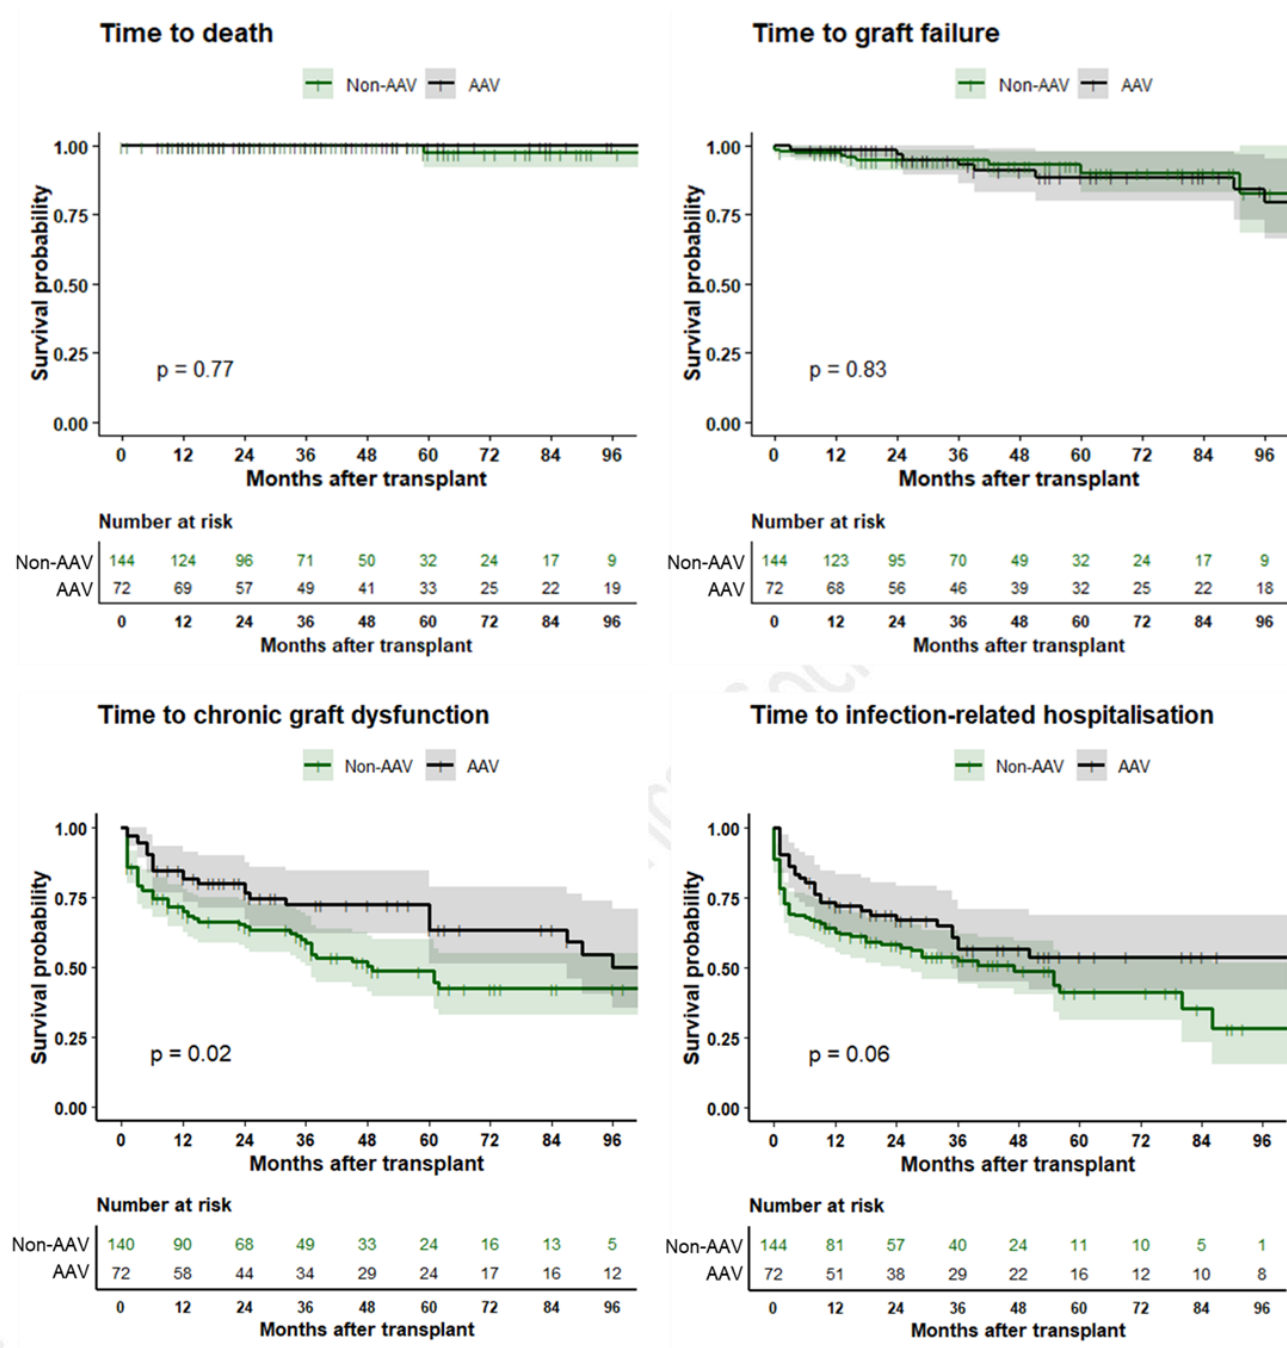 Time to death
Non-AAV AAV
Survival probability
1.00
0.75
0.50
0.25
0.00
p = 0.77
0 12 24 36 48 60 72 84 96
Months after transplant
Number at risk
Non-AAV 144 124 96 71 50 32 24 17 9
AAV 72 69 57 49 41 33 25 22 19
0 12 24 36 48 60 72 84 96
Months after transplant
Time to graft failure
Non-AAV AAV
Survival probability
1.00
0.75
0.50
0.25
0.00
p = 0.83
0 12 24 36 48 60 72 84 96
Months after transplant
Number at risk
Non-AAV 144 123 95 70 49 32 24 17 9
AAV 72 68 56 46 39 32 25 22 18
0 12 24 36 48 60 72 84 96
Months after transplant
Time to chronic graft dysfunction
Non-AAV AAV
Survival probability
1.00
0.75
0.50
0.25
0.00
p = 0.02
0 12 24 36 48 60 72 84 96
Months after transplant
Number at risk
Non-AAV 140 90 68 49 33 24 16 13 5
AAV 72 58 44 34 29 24 17 16 12
0 12 24 36 48 60 72 84 96
Months after transplant
Time to infection-related hospitalisation
Non-AAV AAV
Survival probability
1.00
0.75
0.50
0.25
0.00
p = 0.06
0 12 24 36 48 60 72 84 96
Months after transplant
Number at risk
Non-AAV 144 81 57 40 24 11 10 5 1
AAV 72 51 38 29 22 16 12 10 8
0 12 24 36 48 60 72 84 96
Months after transplant